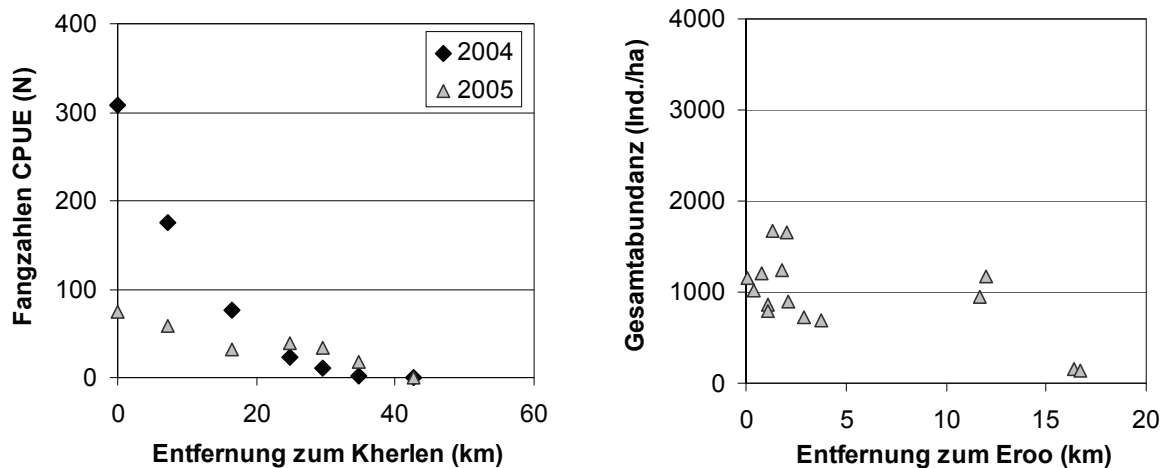 Fangzahlen CPUE (N)
400
300
200
100
0
0 20 40 60
Entfernung zum Kherlen (km)
2004
2005
Gesamtabundanz (Ind./ha)
4000
3000
2000
1000
0
0 5 10 15 20
Entfernung zum Eroo (km)